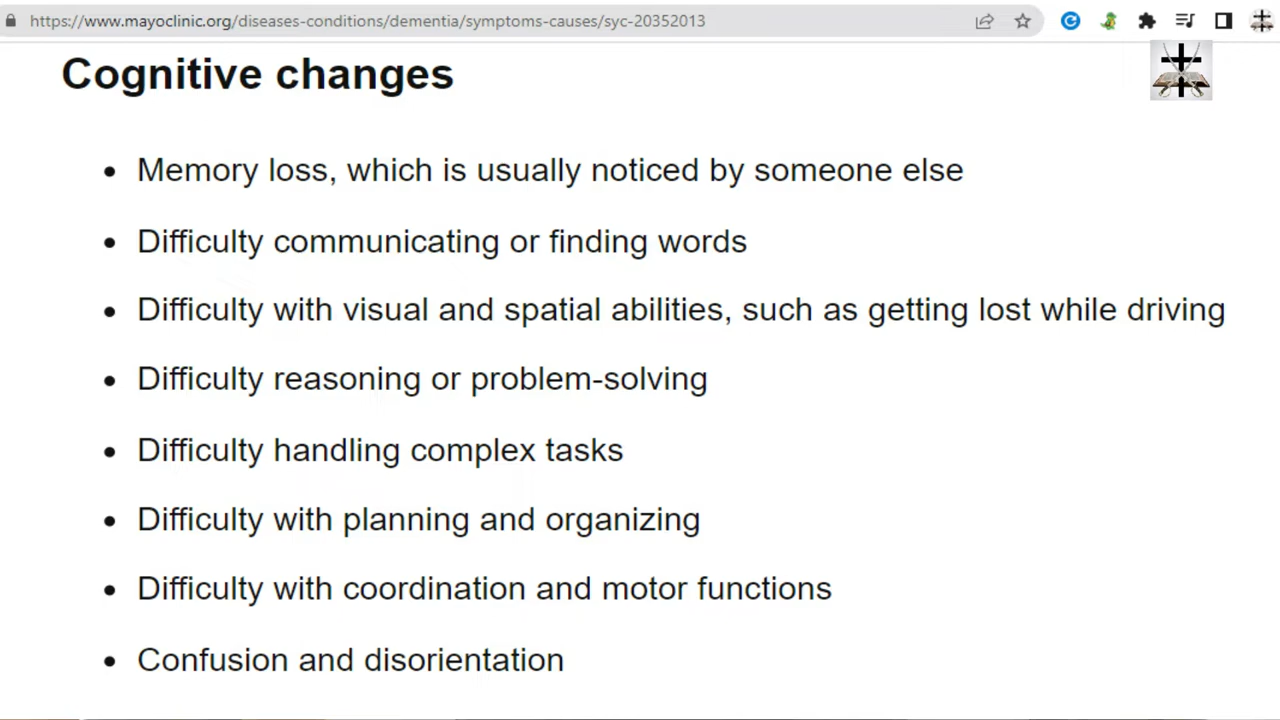 https://www.mayoclinic.org/diseases-conditions/dementia/symptoms-causes/syc-20352013
Cognitive changes
• Memory loss, which is usually noticed by someone else
• Difficulty communicating or finding words
• Difficulty with visual and spatial abilities, such as getting lost while driving
• Difficulty reasoning or problem-solving
• Difficulty handling complex tasks
• Difficulty with planning and organizing
• Difficulty with coordination and motor functions
• Confusion and disorientation